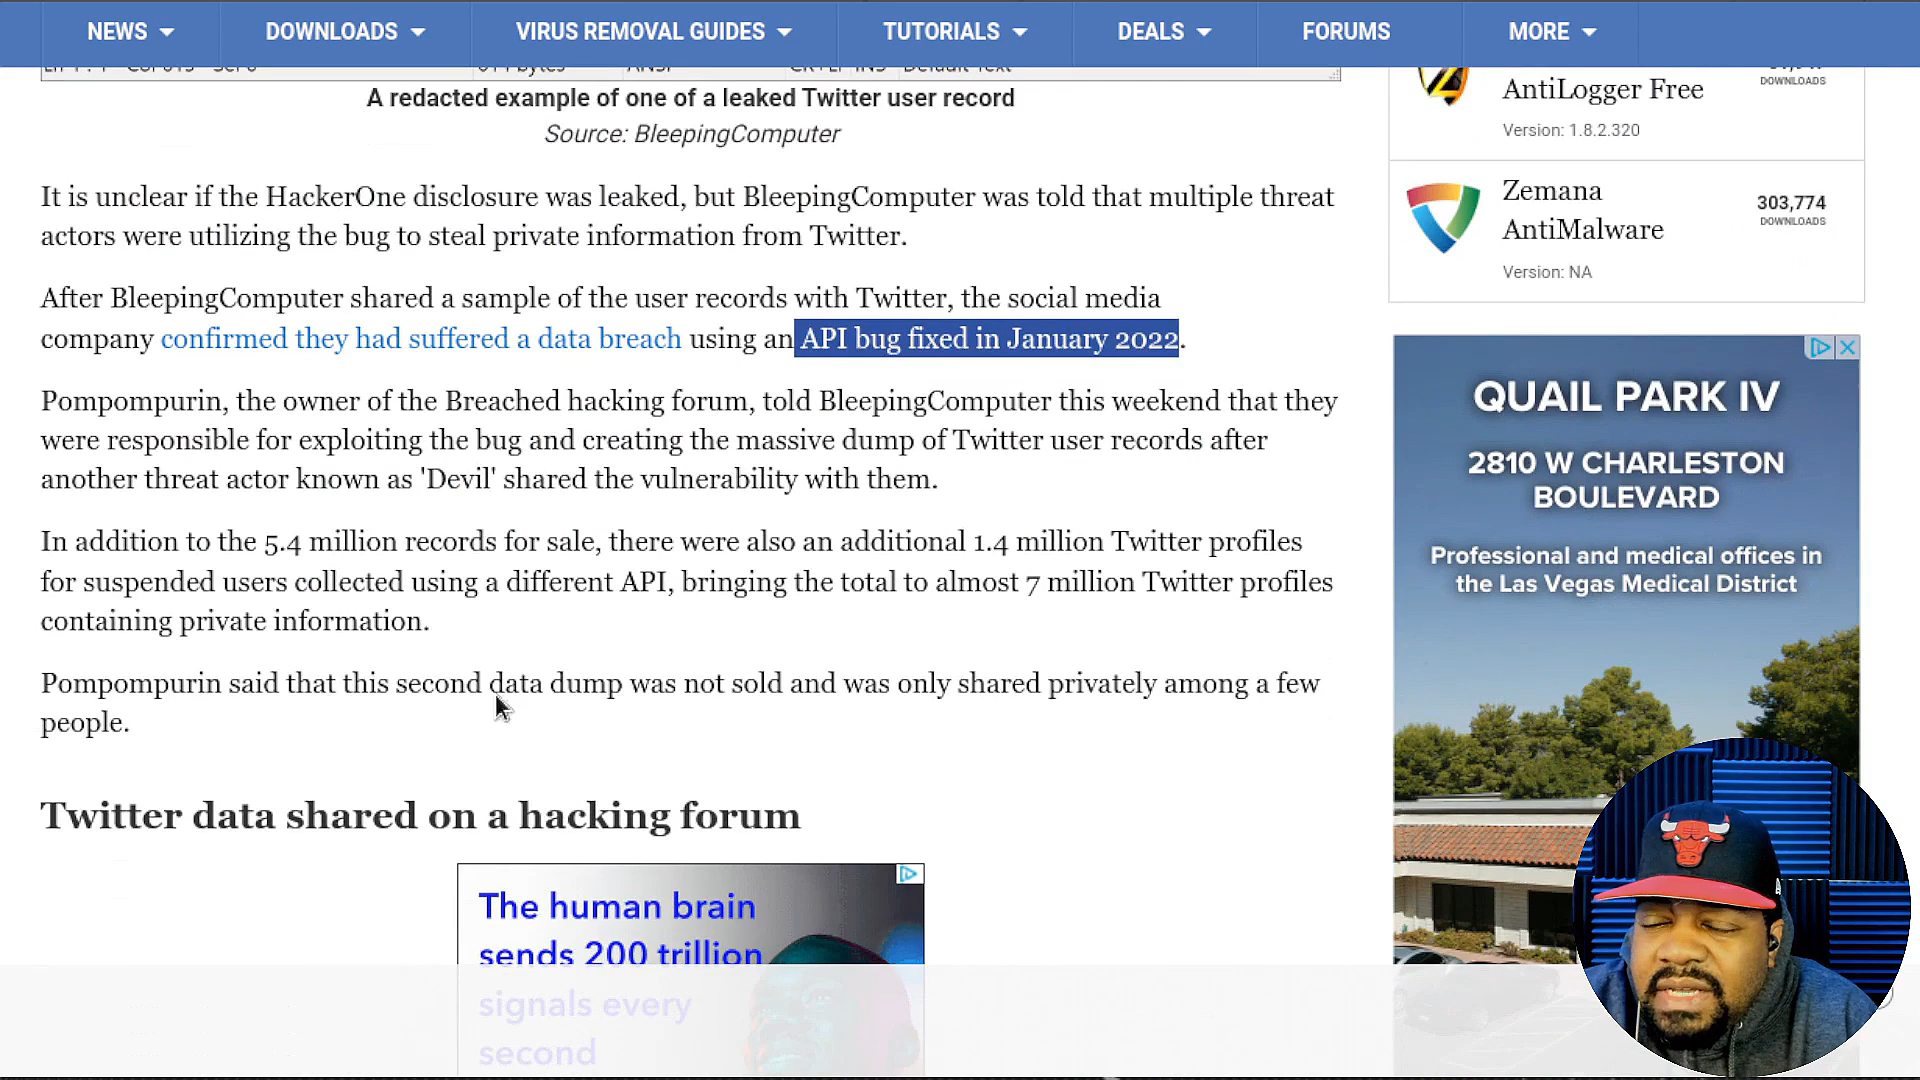 NEWS
DOWNLOADS
VIRUS REMOVAL GUIDES
TUTORIALS
DEALS
FORUMS
MORE
A redacted example of one of a leaked Twitter user record
Source: BleepingComputer
It is unclear if the HackerOne disclosure was leaked, but BleepingComputer was told that multiple threat
actors were utilizing the bug to steal private information from Twitter.
After BleepingComputer shared a sample of the user records with Twitter, the social media
company confirmed they had suffered a data breach using an API bug fixed in January 2022.
Pompompurin, the owner of the Breached hacking forum, told BleepingComputer this weekend that they
were responsible for exploiting the bug and creating the massive dump of Twitter user records after
another threat actor known as 'Devil' shared the vulnerability with them.
In addition to the 5.4 million records for sale, there were also an additional 1.4 million Twitter profiles
for suspended users collected using a different API, bringing the total to almost 7 million Twitter profiles
containing private information.
Pompompurin said that this second data dump was not sold and was only shared privately among a few
people.
Twitter data shared on a hacking forum
The human brain
sends 200 trillion
signals every
second
AntiLogger Free
DOWNLOADS
Version: 1.8.2.320
Zemana
AntiMalware
303,774
DOWNLOADS
Version: NA
QUAIL PARK IV
2810 W CHARLESTON
BOULEVARD
Professional and medical offices in
the Las Vegas Medical District